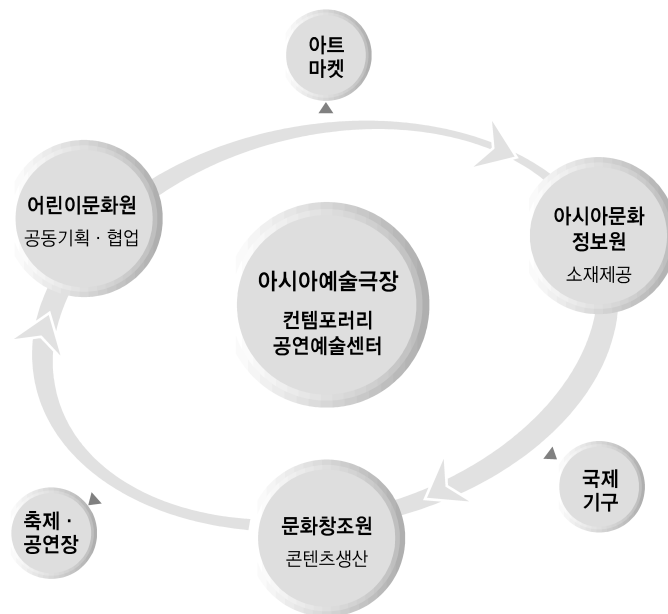 아트
마켓
어린이문화원
공동기획 · 협업
아시아문화
정보원
소재제공
아시아예술극장
컨템포러리
공연예술센터
국제
기구
축제 ·
공연장
문화창조원
콘텐츠생산